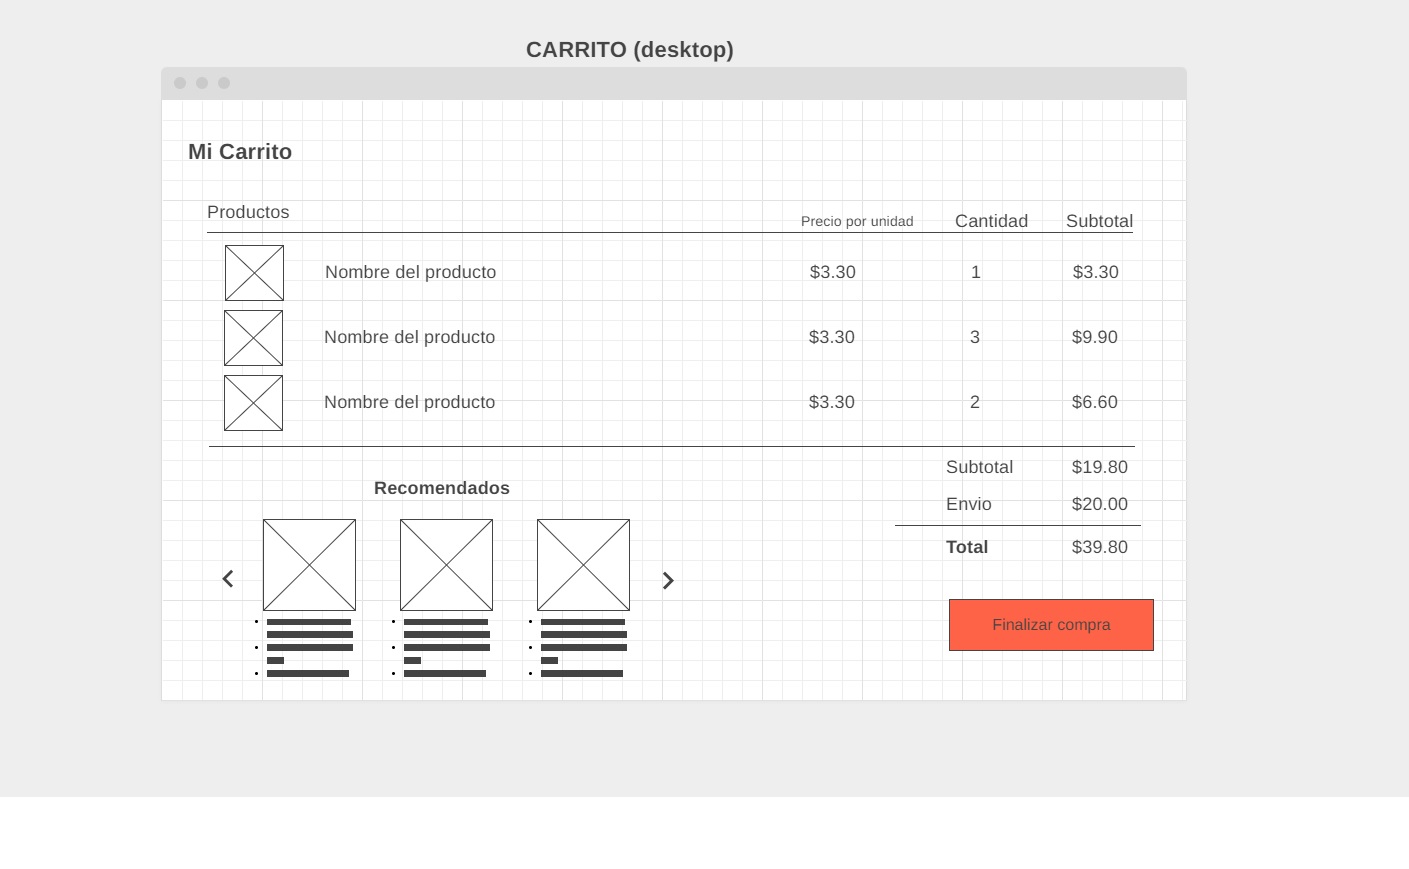 CARRITO (desktop)
Mi Carrito
Productos Precio por unidad Cantidad Subtotal
Nombre del producto $3.30 1 $3.30
Nombre del producto $3.30 3 $9.90
Nombre del producto $3.30 2 $6.60
Subtotal $19.80
Recomendados
Envio $20.00
Total $39.80
Finalizar compra